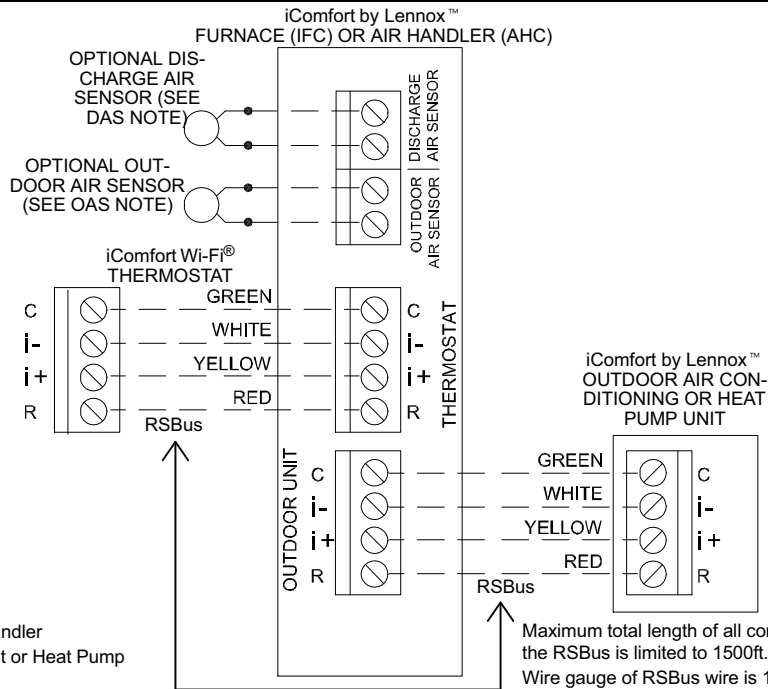 iComfort by Lennox™
FURNACE (IFC) OR AIR HANDLER (AHC)
OPTIONAL DIS-
CHARGE AIR
SENSOR (SEE
DAS NOTE)
DISCHARGE
AIR SENSOR
OPTIONAL OUT-
DOOR AIR SENSOR
(SEE OAS NOTE)
OUTDOOR
AIR SENSOR
iComfort Wi-Fi®
THERMOSTAT
C
i-
i+
R
GREEN
WHITE
YELLOW
RED
RSBus
C
i-
i+
R
THERMOSTAT
iComfort by Lennox™
OUTDOOR AIR CON-
DITIONING OR HEAT
PUMP UNIT
OUTDOOR UNIT
C
i-
i+
R
GREEN
WHITE
YELLOW
RED
RSBus
C
i-
i+
R
t or Heat Pump
Maximum total length of all
the RSBus is limited to 1500ft.
Wire gauge of RSBus wire is